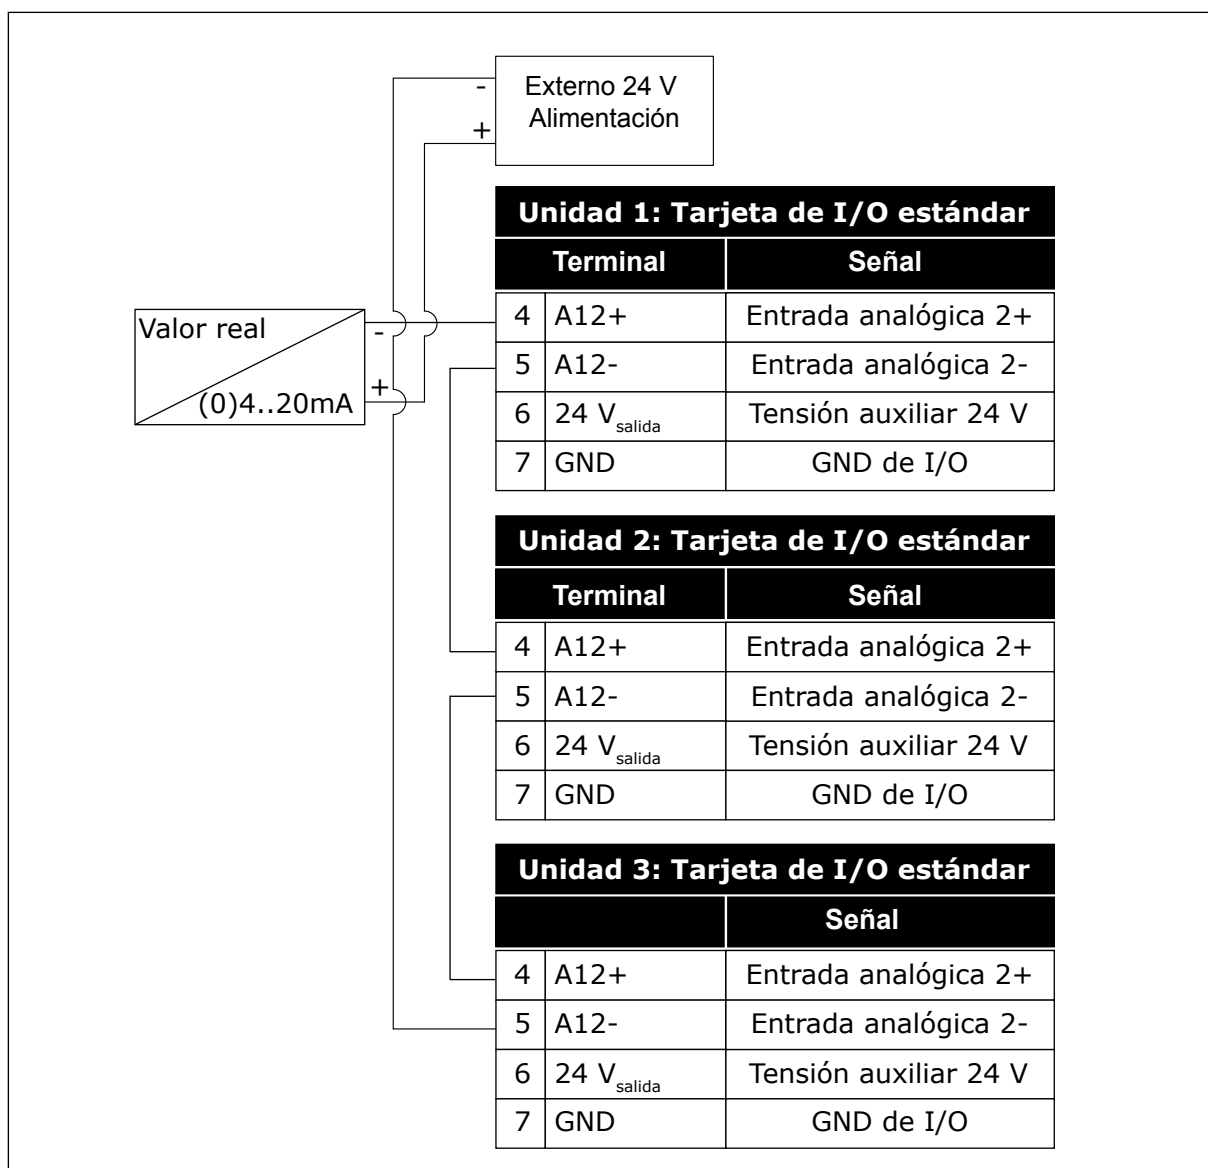 -
Externo 24 V
Alimentación
+
Unidad 1: Tarjeta de I/O estándar
Terminal Señal
Valor real
-
+
(0)4..20mA
4 A12+ Entrada analógica 2+
5 A12- Entrada analógica 2-
6 24 Vsalida Tensión auxiliar 24 V
7 GND GND de I/O
Unidad 2: Tarjeta de I/O estándar
Terminal Señal
4 A12+ Entrada analógica 2+
5 A12- Entrada analógica 2-
6 24 Vsalida Tensión auxiliar 24 V
7 GND GND de I/O
Unidad 3: Tarjeta de I/O estándar
Señal
4 A12+ Entrada analógica 2+
5 A12- Entrada analógica 2-
6 24 Vsalida Tensión auxiliar 24 V
7 GND GND de I/O